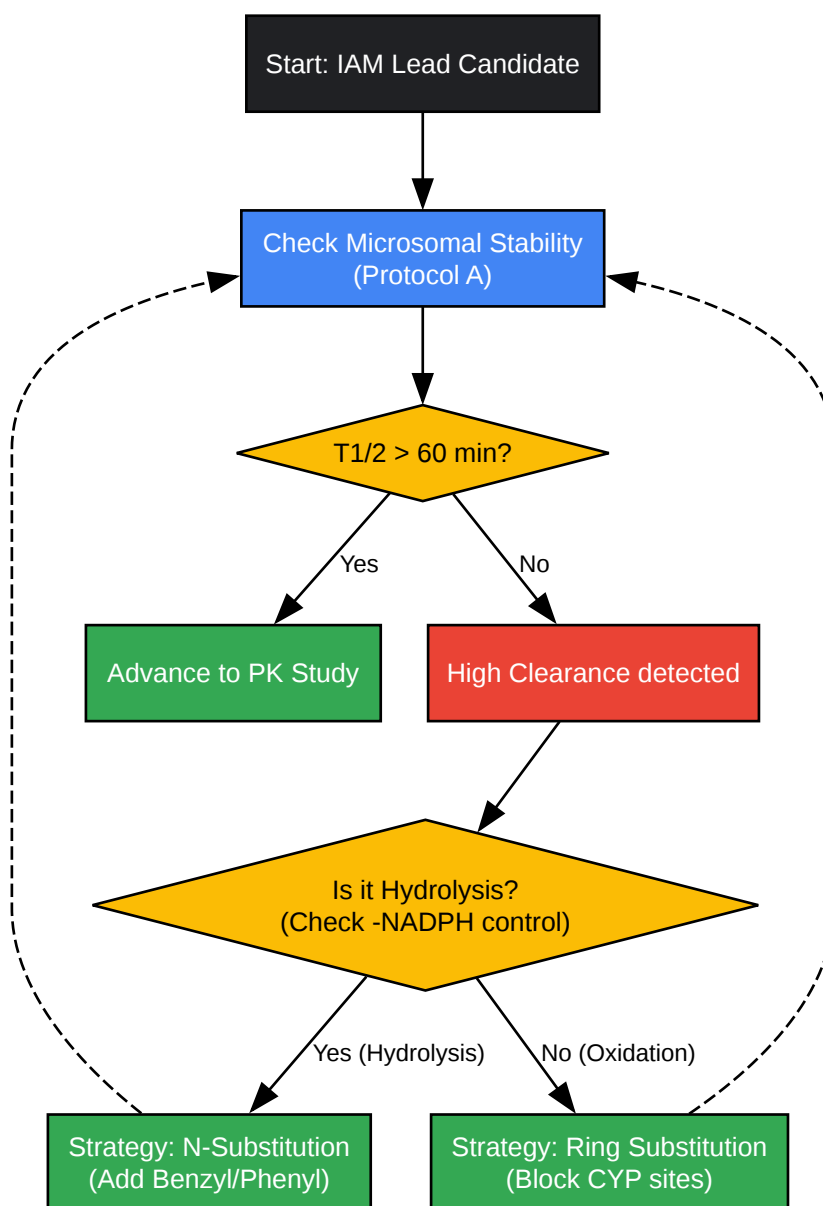 Start: IAM Lead Candidate
Check Microsomal Stability
(Protocol A)
T1/2 > 60 min?
Yes
No
Advance to PK Study
High Clearance detected
Is it Hydrolysis?
(Check -NADPH control)
Yes (Hydrolysis)
No (Oxidation)
Strategy: N-Substitution
(Add Benzyl/Phenyl)
Strategy: Ring Substitution
(Block CYP sites)